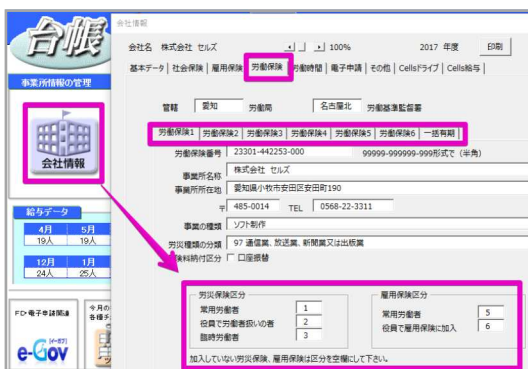 会社情報
台帳
会社名 株式会社 セルズ 100% 2017 年度 印刷
基本データ 社会保険 雇用保険 労働保険 労働時間 電子申請 その他 Cellsドライブ Cells給与
事業所情報の管理
管轄 愛知 労働局 名古屋北 労働基準監督署
労働保険1 労働保険2 労働保険3 労働保険4 労働保険5 労働保険6 一括有期
会社情報
労働保険番号 23301-442253-000 99999-999999-999形式で(半角)
事業所名称 株式会社 セルズ
事業所所在地 愛知県小牧市安田区安田町190
〒 485-0014 TEL 0568-22-3311
事業の種類 ソフト制作
労災種類の分類 97 通信業、放送業、新聞業又は出版業
険料納付区分 口座振替
給与データ
4月 5月
19人 19人
12月 1月
24人 25人
労災保険区分 雇用保険区分
常用労働者 1 常用労働者 5
役員で労働者扱いの者 2 役員で雇用保険に加入 6
臨時労働者 3
加入していない労災保険、雇用保険は区分を空欄にして下さい。
FD・電子申請関連
今月の
各種チ
e-Gov